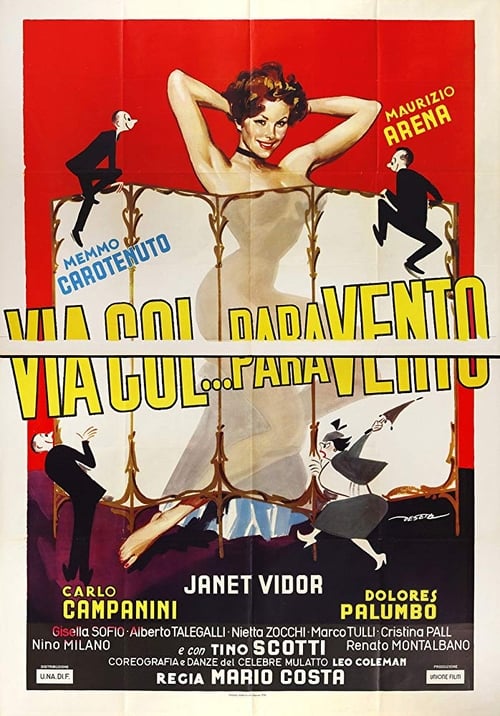 MAURIZIO
ARENA
MEMMO
CAROTENUTO
VIA COL...PARAVENTO
CARLO
CAMPANINI
JANET VIDOR
DOLORES
PALUMBO
Gisella SOFIO - Alberto TALEGALLI - Nietta ZOCCHI - Marco TULLI - Cristina PALL
Nino MILANO
e con TINO SCOTTI
Renato MONTALBANO
COREOGRAFIA e DANZE del CELEBRE MULATTO LEO COLEMAN
REGIA MARIO COSTA
DISTRIBUZIONE
U.NA.DI.F.
PRODUZIONE
UNIONE FILM